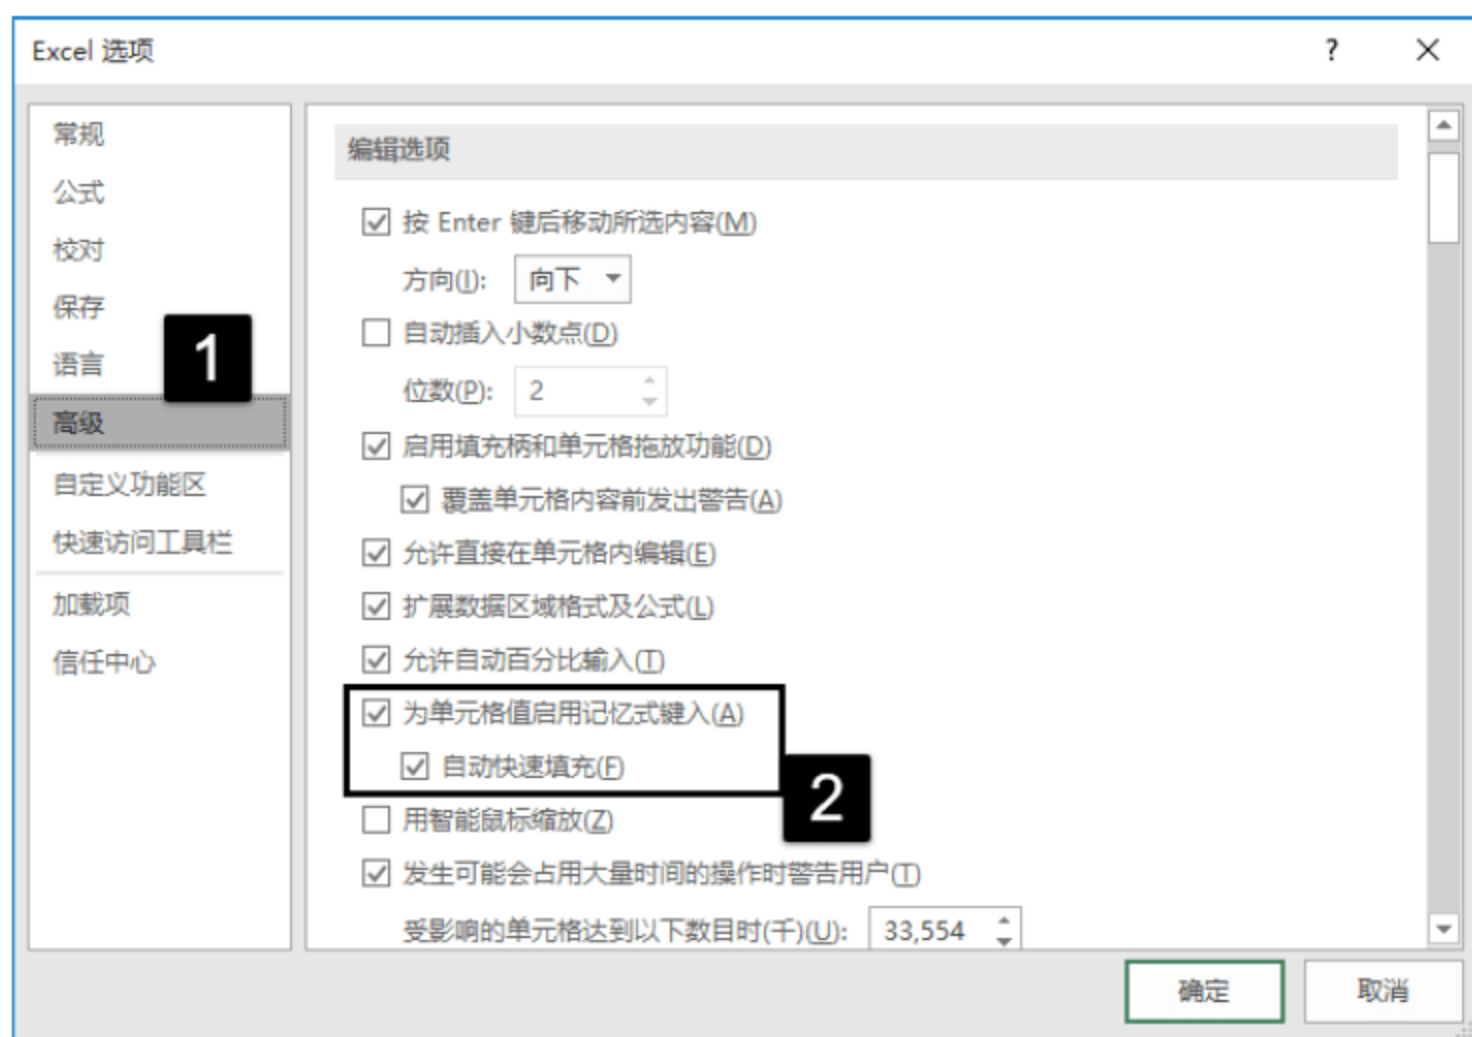 Excel 选项
?
常规
公式
校对
保存
语言
1
高级
自定义功能区
快速访问工具栏
加载项
信任中心
编辑选项
按 Enter 键后移动所选内容(M)
方向(I): 向下
自动插入小数点(D)
位数(P): 2
启用填充柄和单元格拖放功能(D)
覆盖单元格内容前发出警告(A)
允许直接在单元格内编辑(E)
扩展数据区域格式及公式(L)
允许自动百分比输入(T)
为单元格值启用记忆式键入(A)
自动快速填充(F)
2
用智能鼠标缩放(Z)
发生可能会占用大量时间的操作时警告用户(T)
受影响的单元格达到以下数目时(千)(U): 33,554
确定
取消